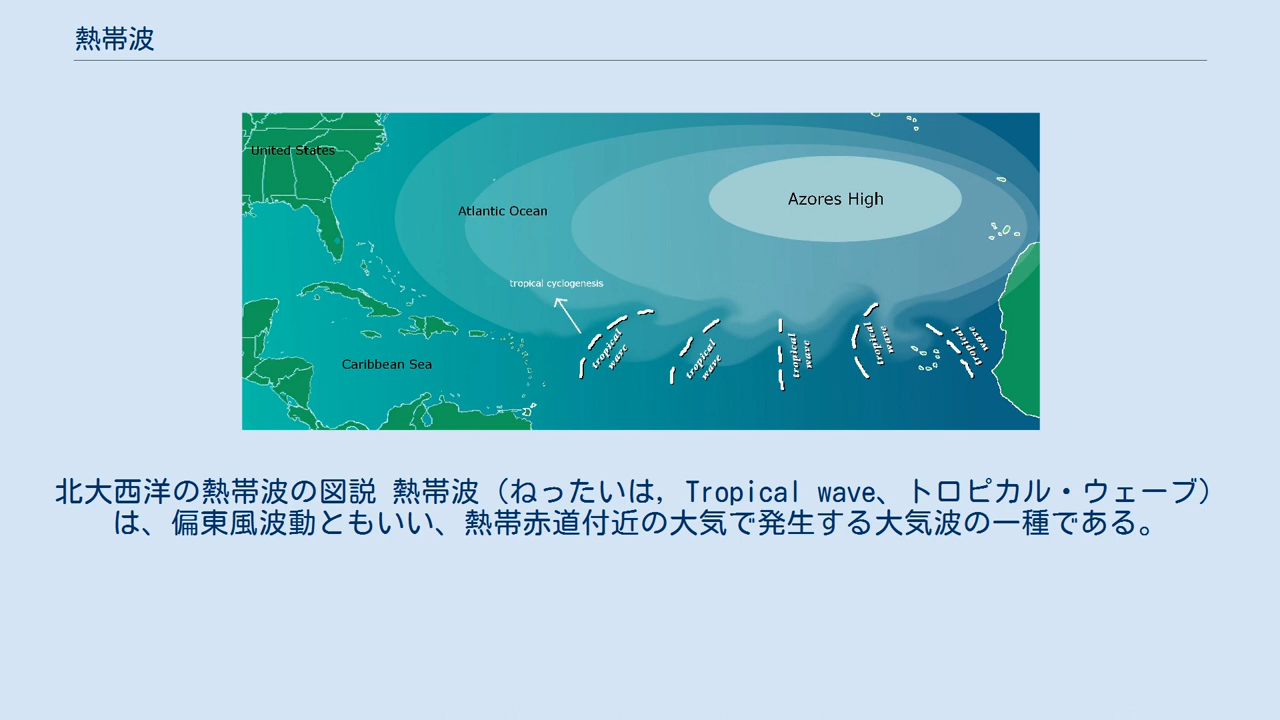 熱帯波
United States
Azores High
Atlantic Ocean
tropical cyclogenesis
Caribbean Sea
tropical
wave
tropical
wave
tropical
wave
tropical
wave
tropical
wave
北大西洋の熱帯波の図説 熱帯波（ねったいは, Tropical wave、トロピカル・ウェーブ）
は、偏東風波動ともいい、熱帯赤道付近の大気で発生する大気波の一種である。